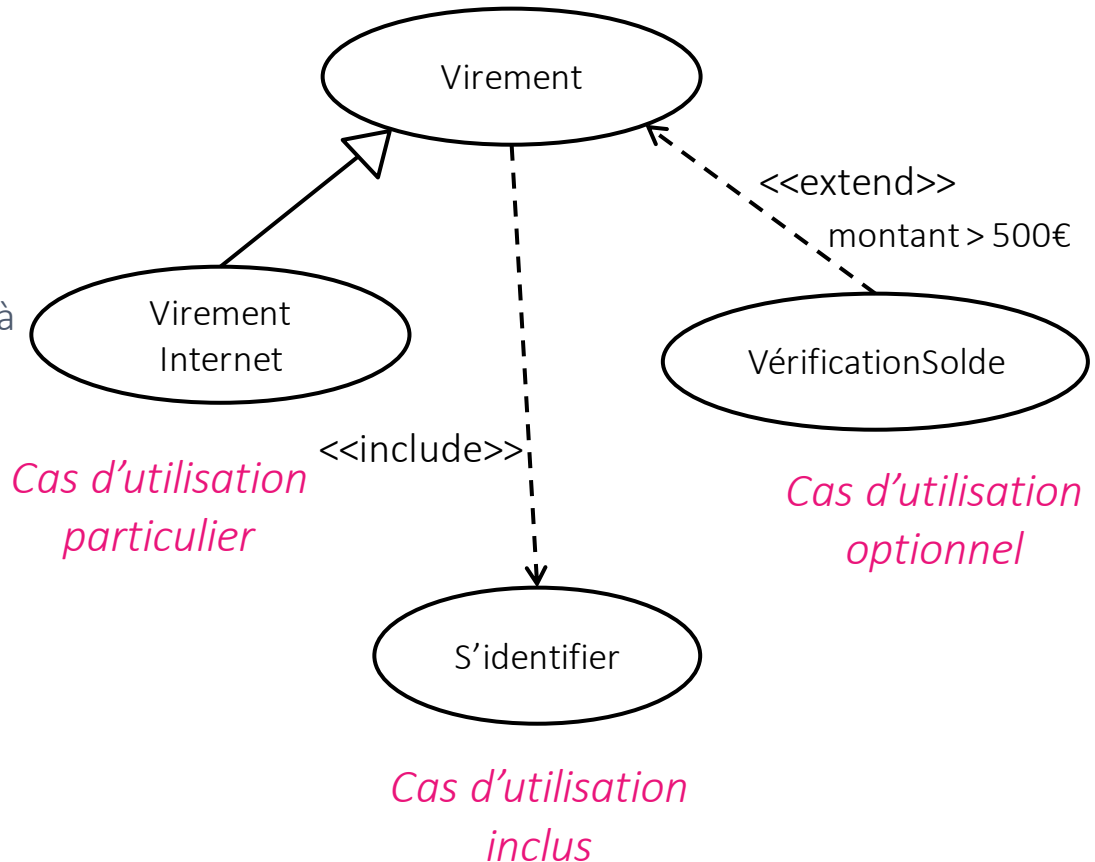 Virement
<<extend>>
montant > 500€
à
Virement
Internet
VérificationSolde
<<include>>
Cas d’utilisation
particulier
Cas d’utilisation
optionnel
S’identifier
Cas d’utilisation
inclus